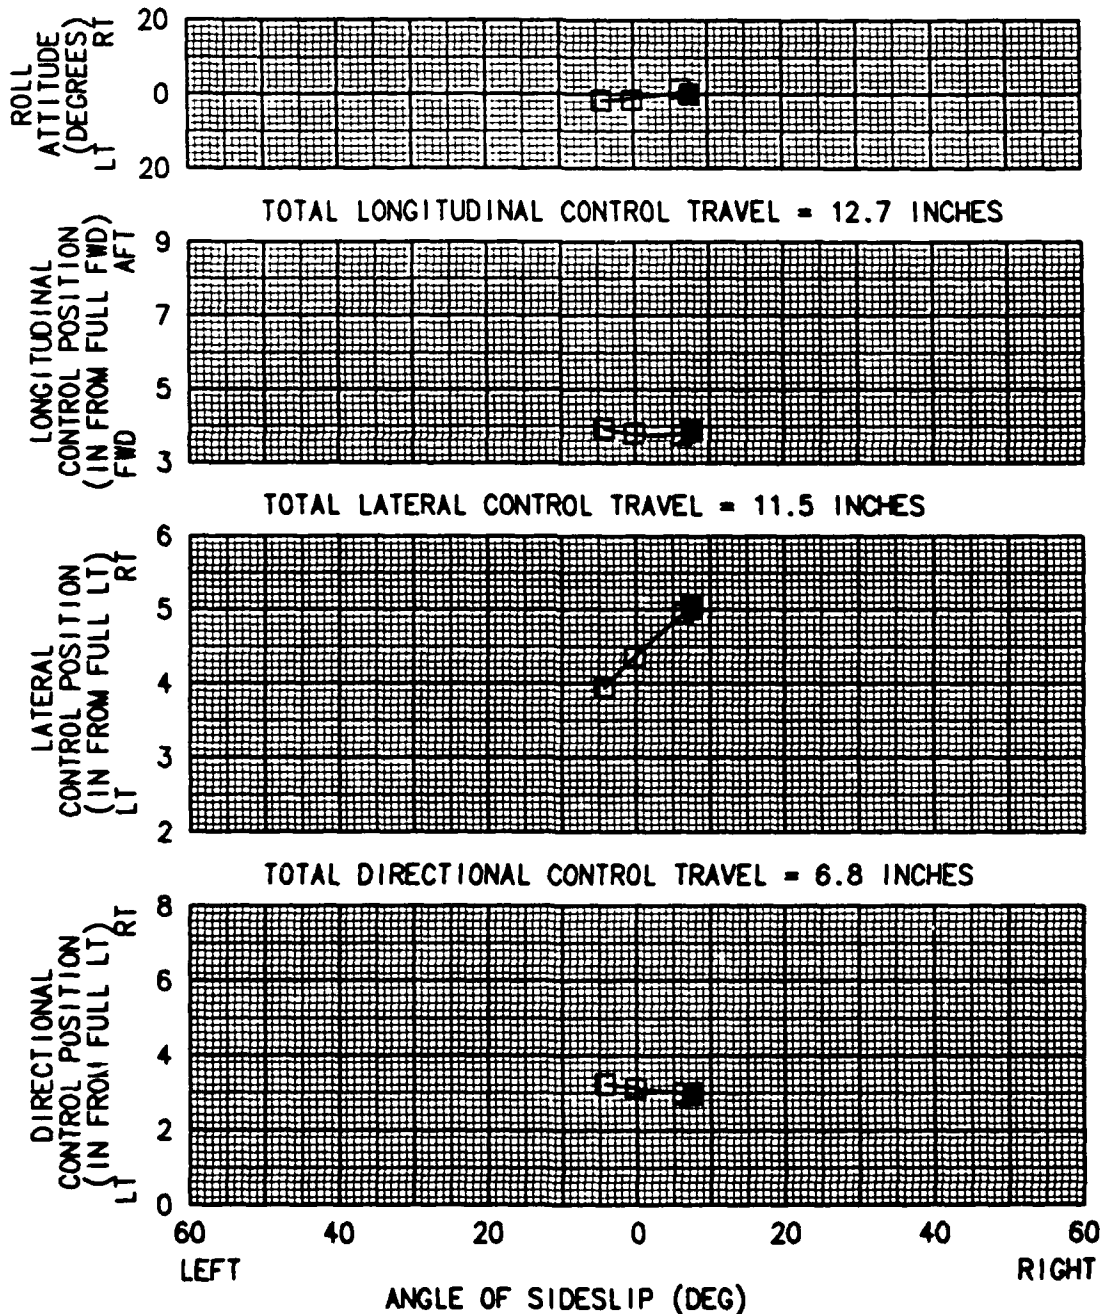 ROLL
ATTITUDE
(DEGREES)
LT RT
20
0
20
TOTAL LONGITUDINAL CONTROL TRAVEL = 12.7 INCHES
LONGITUDINAL
CONTROL POSITION
(IN FROM FULL FWD)
FWD AFT
9
7
5
3
TOTAL LATERAL CONTROL TRAVEL = 11.5 INCHES
LATERAL
CONTROL POSITION
(IN FROM FULL LT)
LT RT
6
5
4
3
2
TOTAL DIRECTIONAL CONTROL TRAVEL = 6.8 INCHES
DIRECTIONAL
CONTROL POSITION
(IN FROM FULL LT)
LT RT
8
6
4
2
0
60 40 20 0 20 40 60
LEFT RIGHT
ANGLE OF SIDESLIP (DEG)